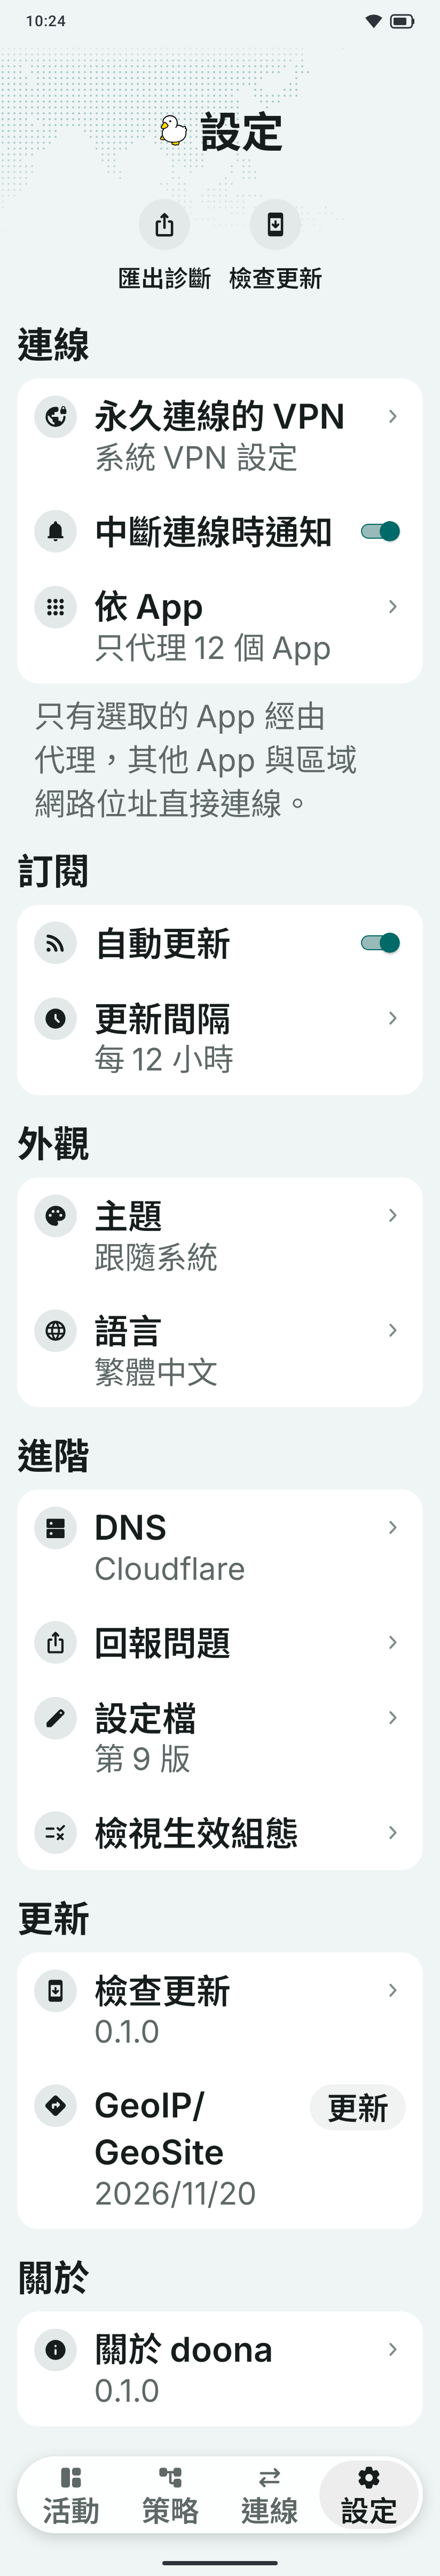 10:24
設定
匯出診斷 檢查更新
連線
永久連線的 VPN
系統 VPN 設定
中斷連線時通知
依 App
只代理 12 個 App
只有選取的 App 經由
代理，其他 App 與區域
網路位址直接連線。
訂閱
自動更新
更新間隔
每 12 小時
外觀
主題
跟隨系統
語言
繁體中文
進階
DNS
Cloudflare
回報問題
設定檔
第 9 版
檢視生效組態
更新
檢查更新
0.1.0
GeoIP/
GeoSite
更新
2026/11/20
關於
關於 doona
0.1.0
活動 策略 連線 設定